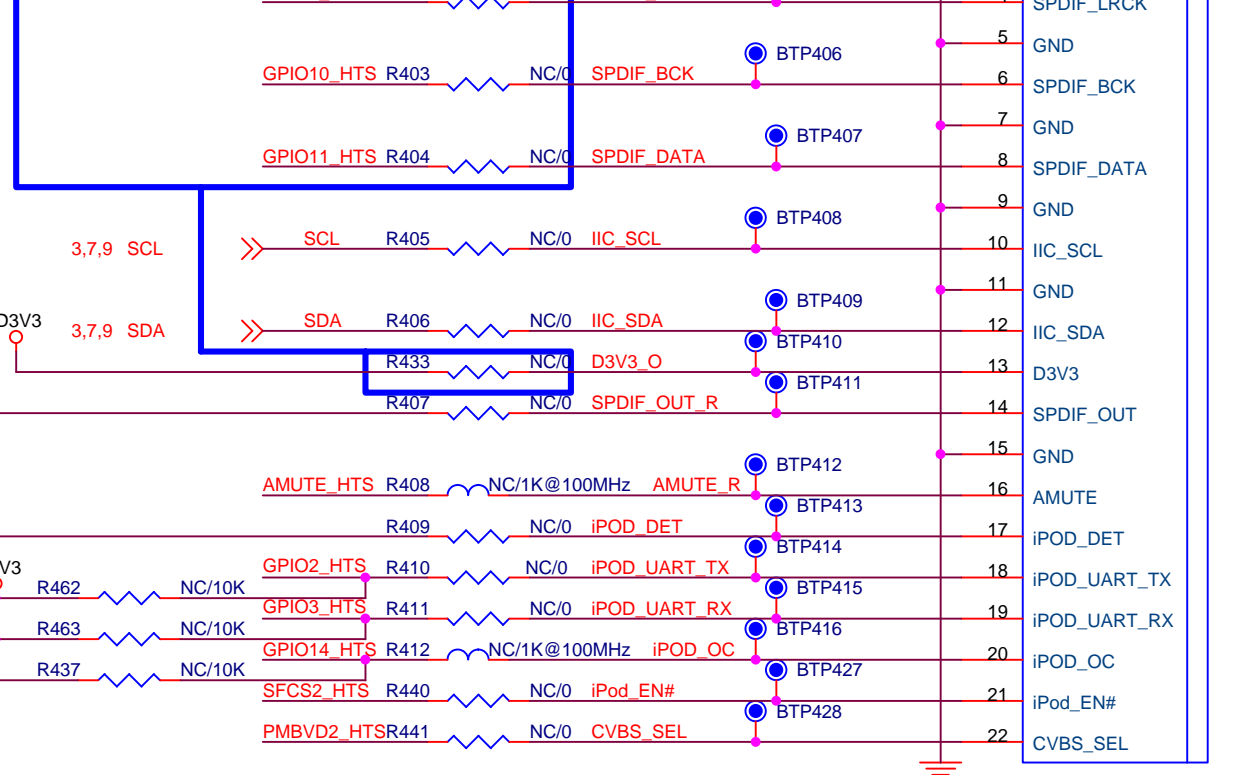 SPDIF_LRCK
5 GND
BTP406
GPIO10_HTS R403 NC/0 SPDIF_BCK 6 SPDIF_BCK
7 GND
BTP407
GPIO11_HTS R404 NC/0 SPDIF_DATA 8 SPDIF_DATA
9 GND
BTP408
3,7,9 SCL SCL R405 NC/0 IIC_SCL 10 IIC_SCL
11 GND
BTP409
D3V3 3,7,9 SDA SDA R406 NC/0 IIC_SDA 12 IIC_SDA
BTP410
R433 NC/0 D3V3_O 13 D3V3
BTP411
R407 NC/0 SPDIF_OUT_R 14 SPDIF_OUT
15 GND
BTP412
AMUTE_HTS R408 NC/1K@100MHz AMUTE_R 16 AMUTE
BTP413
R409 NC/0 iPOD_DET 17 iPOD_DET
BTP414
V3 GPIO2_HTS R410 NC/0 iPOD_UART_TX 18 iPOD_UART_TX
R462 NC/10K BTP415
GPIO3_HTS R411 NC/0 iPOD_UART_RX 19 iPOD_UART_RX
R463 NC/10K BTP416
GPIO14_HTS R412 NC/1K@100MHz iPOD_OC 20 iPOD_OC
R437 NC/10K BTP427
SFCS2_HTS R440 NC/0 iPod_EN# 21 iPod_EN#
BTP428
PMBVD2_HTS R441 NC/0 CVBS_SEL 22 CVBS_SEL